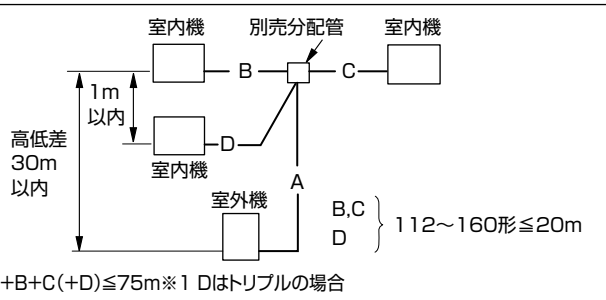 室内機
別売分配管
室内機
B
C
1m
以内
高低差
30m
以内
D
室内機
A
室外機
B,C
D
112～160形≦20m
+B+C(+D)≦75m※1 Dはトリプルの場合